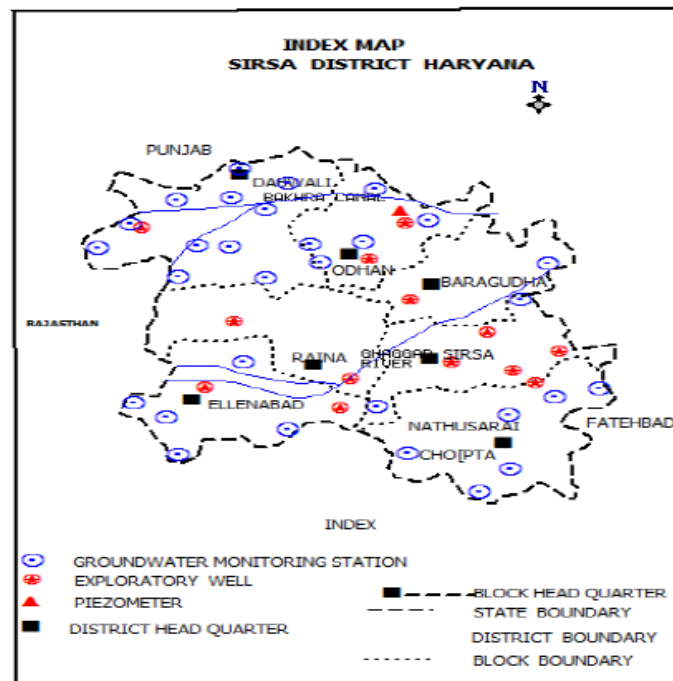 INDEX MAP
SIRSA DISTRICT HARYANA
N
PUNJAB
DABWALI
BAKHRA CANAL
ODHAN
BARAGUDHA
RAJASTHAN
RAINA
GHAGGAR SIRSA
RIVER
ELLENABAD
NATHUSARAI
FATEHBAD
CHO[PTA
INDEX
GROUNDWATER MONITORING STATION
EXPLORATORY WELL
PIEZOMETER
DISTRICT HEAD QUARTER
BLOCK HEAD QUARTER
STATE BOUNDARY
DISTRICT BOUNDARY
BLOCK BOUNDARY